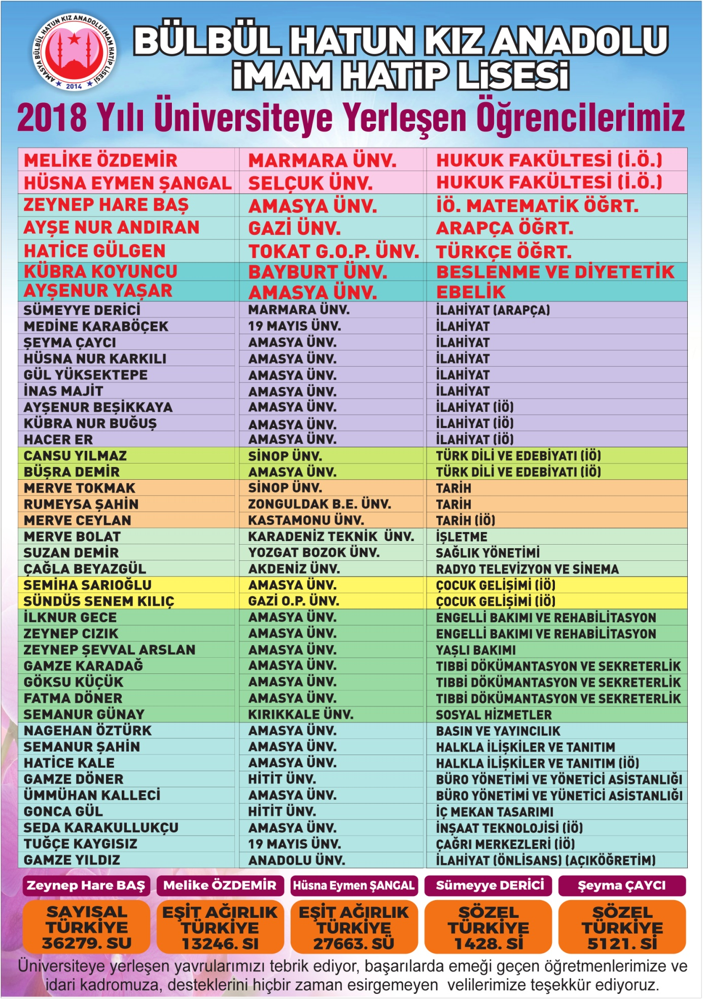 AMASYA BÜLBÜL HATUN KIZ ANADOLU İMAM HATİP LİSESİ
2014
BÜLBÜL HATUN KIZ ANADOLU
iMAM HATiP LiSESi
2018 Yılı Üniversiteye Yerleşen Öğrencilerimiz
MELİKE ÖZDEMİR MARMARA ÜNV. HUKUK FAKÜLTESİ (İ.Ö.)
HÜSNA EYMEN ŞANGAL SELÇUK ÜNV. HUKUK FAKÜLTESİ (İ.Ö.)
ZEYNEP HARE BAŞ AMASYA ÜNV. İÖ. MATEMATİK ÖĞRT.
AYŞE NUR ANDIRAN GAZİ ÜNV. ARAPÇA ÖĞRT.
HATİCE GÜLGEN TOKAT G.O.P. ÜNV. TÜRKÇE ÖĞRT.
KÜBRA KOYUNCU BAYBURT ÜNV. BESLENME VE DİYETETİK
AYŞENUR YAŞAR AMASYA ÜNV. EBELİK
SÜMEYYE DERİCİ MARMARA ÜNV. İLAHİYAT (ARAPÇA)
MEDİNE KARABÖÇEK 19 MAYIS ÜNV. İLAHİYAT
ŞEYMA ÇAYCI AMASYA ÜNV. İLAHİYAT
HÜSNA NUR KARKILI AMASYA ÜNV. İLAHİYAT
GÜL YÜKSEKTEPE AMASYA ÜNV. İLAHİYAT
İNAS MAJİT AMASYA ÜNV. İLAHİYAT
AYŞENUR BEŞİKKAYA AMASYA ÜNV. İLAHİYAT (İÖ)
KÜBRA NUR BUĞUŞ AMASYA ÜNV. İLAHİYAT (İÖ)
HACER ER AMASYA ÜNV. İLAHİYAT (İÖ)
CANSU YILMAZ SİNOP ÜNV. TÜRK DİLİ VE EDEBİYATI (İÖ)
BÜŞRA DEMİR AMASYA ÜNV. TÜRK DİLİ VE EDEBİYATI (İÖ)
MERVE TOKMAK SİNOP ÜNV. TARİH
RUMEYSA ŞAHİN ZONGULDAK B.E. ÜNV. TARİH
MERVE CEYLAN KASTAMONU ÜNV. TARİH (İÖ)
MERVE BOLAT KARADENİZ TEKNİK ÜNV. İŞLETME
SUZAN DEMİR YOZGAT BOZOK ÜNV. SAĞLIK YÖNETİMİ
ÇAĞLA BEYAZGÜL AKDENİZ ÜNV. RADYO TELEVİZYON VE SİNEMA
SEMİHA SARIOĞLU AMASYA ÜNV. ÇOCUK GELİŞİMİ (İÖ)
SÜNDÜS SENEM KILIÇ GAZİ O.P. ÜNV. ÇOCUK GELİŞİMİ (İÖ)
İLKNUR GECE AMASYA ÜNV. ENGELLİ BAKIMI VE REHABİLİTASYON
ZEYNEP CIZIK AMASYA ÜNV. ENGELLİ BAKIMI VE REHABİLİTASYON
ZEYNEP ŞEVVAL ARSLAN AMASYA ÜNV. YAŞLI BAKIMI
GAMZE KARADAĞ AMASYA ÜNV. TIBBİ DÖKÜMANTASYON VE SEKRETERLİK
GÖKSU KÜÇÜK AMASYA ÜNV. TIBBİ DÖKÜMANTASYON VE SEKRETERLİK
FATMA DÖNER AMASYA ÜNV. TIBBİ DÖKÜMANTASYON VE SEKRETERLİK
SEMANUR GÜNAY KIRIKKALE ÜNV. SOSYAL HİZMETLER
NAGEHAN ÖZTÜRK AMASYA ÜNV. BASIN VE YAYINCILIK
SEMANUR ŞAHİN AMASYA ÜNV. HALKLA İLİŞKİLER VE TANITIM
HATİCE KALE AMASYA ÜNV. HALKLA İLİŞKİLER VE TANITIM (İÖ)
GAMZE DÖNER HİTİT ÜNV. BÜRO YÖNETİMİ VE YÖNETİCİ ASİSTANLIĞI
ÜMMÜHAN KALLECİ AMASYA ÜNV. BÜRO YÖNETİMİ VE YÜNETİCİ ASİSTANLIĞI
GONCA GÜL HİTİT ÜNV. İÇ MEKAN TASARIMI
SEDA KARAKULLUKÇU AMASYA ÜNV. İNŞAAT TEKNOLOJİSİ (İÖ)
TUĞÇE KAYGISIZ 19 MAYIS ÜNV. ÇAĞRI MERKEZLERİ (İÖ)
GAMZE YILDIZ ANADOLU ÜNV. İLAHİYAT (ÖNLİSANS) (AÇIKÖĞRETİM)
Zeynep Hare BAŞ Melike ÖZDEMİR Hüsna Eymen ŞANGAL Sümeyye DERİCİ Şeyma ÇAYCI
SAYISAL EŞİT AĞIRLIK EŞİT AĞIRLIK SÖZEL SÖZEL
TÜRKİYE TÜRKİYE TÜRKİYE TÜRKİYE TÜRKİYE
36279. SU 13246. SI 27663. SÜ 1428. Sİ 5121. Sİ
Üniversiteye yerleşen yavrularımızı tebrik ediyor, başarılarda emeği geçen öğretmenlerimize ve
idari kadromuza, desteklerini hiçbir zaman esirgemeyen velilerimize teşekkür ediyoruz.